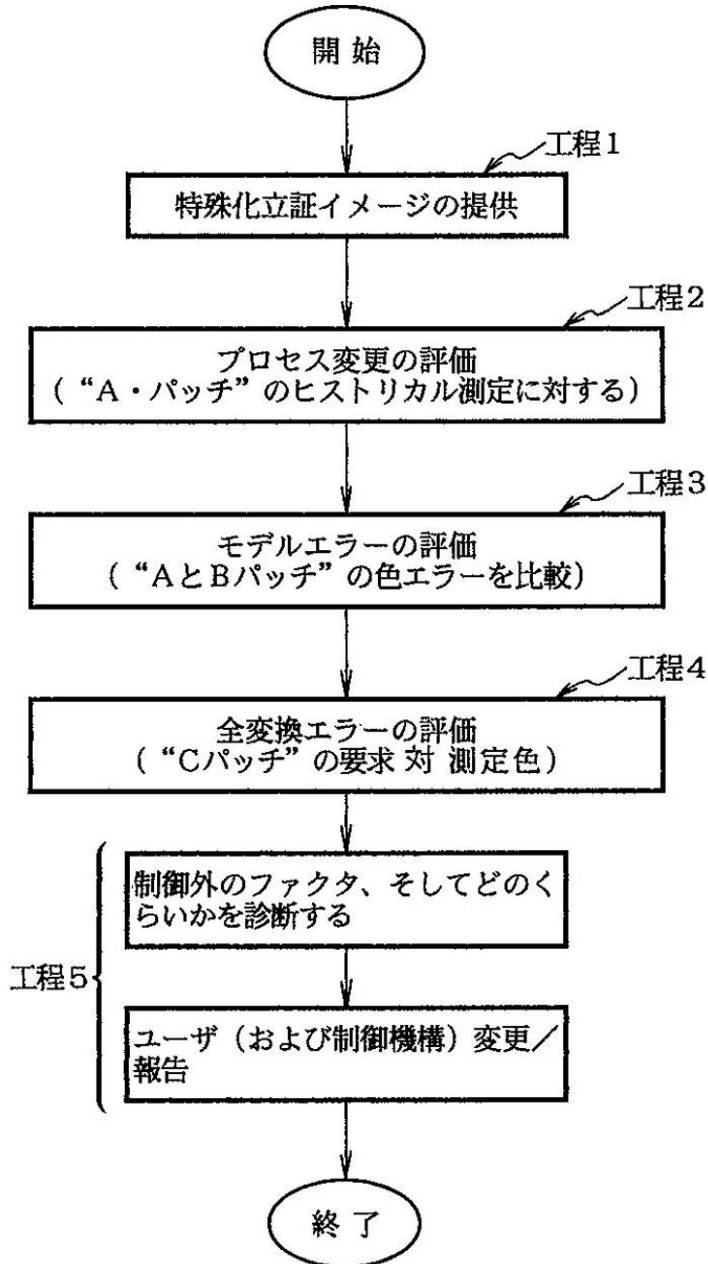 開始
工程1
特殊化立証イメージの提供
工程2
プロセス変更の評価
(“A・パッチ”のヒストリカル測定に対する)
工程3
モデルエラーの評価
(“AとBパッチ”の色エラーを比較)
工程4
全変換エラーの評価
(“Cパッチ”の要求 対 測定色)
工程5
制御外のファクタ、そしてどのく
らいかを診断する
ユーザ(および制御機構)変更/
報告
終了